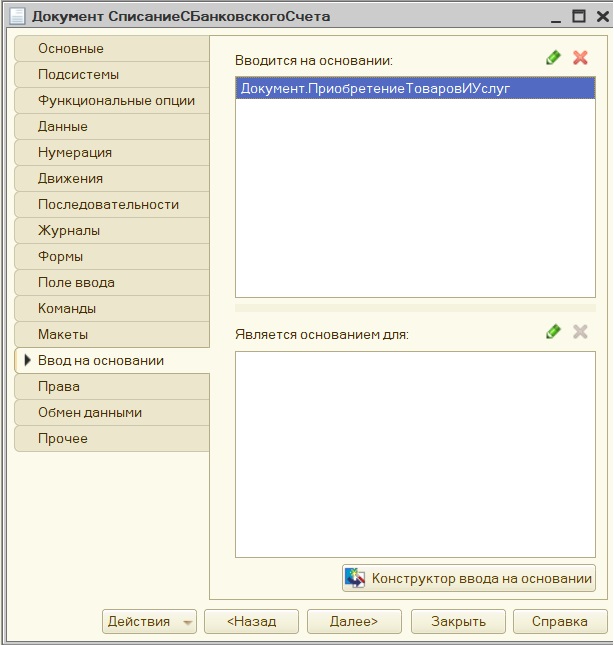 Документ СписаниеСБанковскогоСчета
Основные
Подсистемы
Функциональные опции
Данные
Нумерация
Движения
Последовательности
Журналы
Формы
Поле ввода
Команды
Макеты
Ввод на основании
Права
Обмен данными
Прочее
Вводится на основании:
Документ.ПриобретениеТоваровИУслуг
Является основанием для:
Конструктор ввода на основании
Действия
<Назад
Далее>
Закрыть
Справка